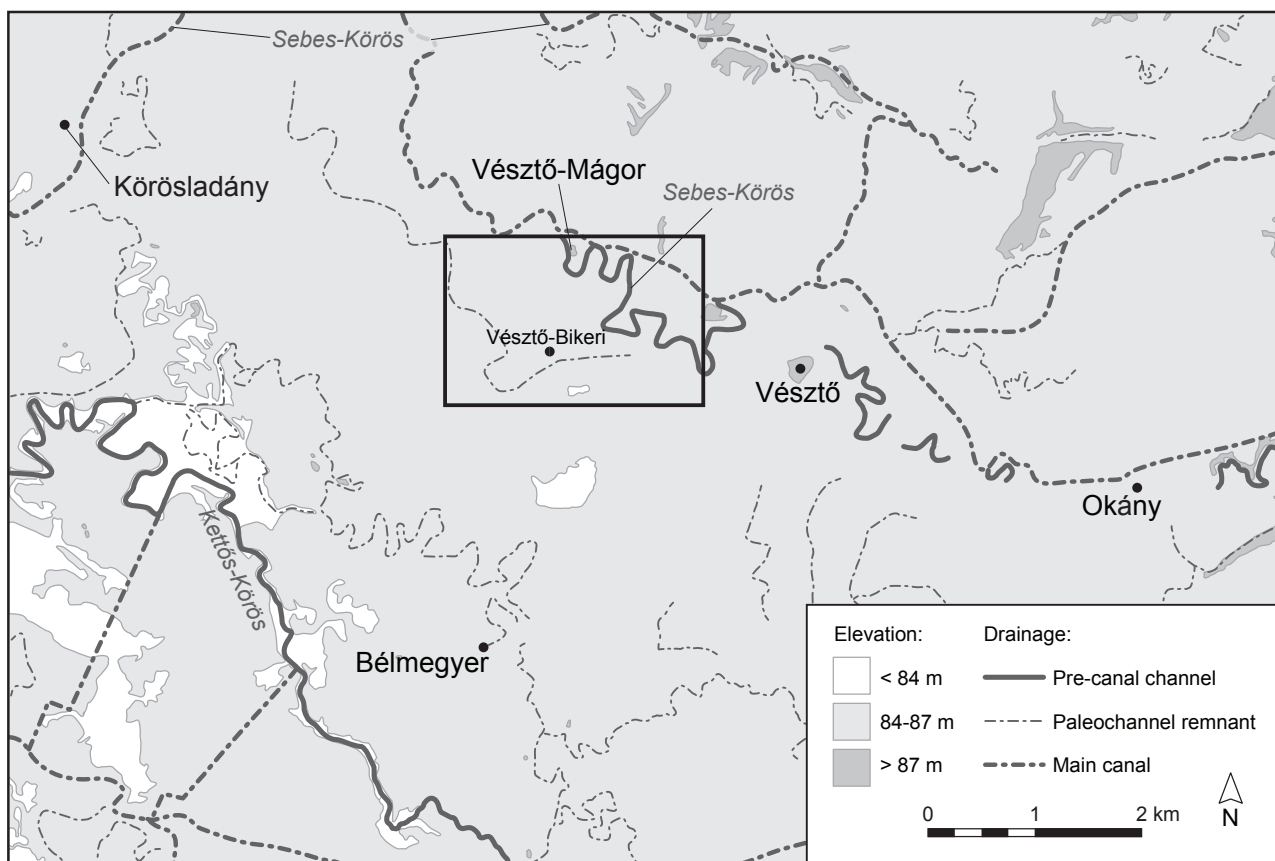 Sebes-Körös
Körösladány
Vésztő-Mágor
Sebes-Körös
Vésztő-Bikeri
Vésztő
Okány
Kettős-Körös
Bélmegyer
Elevation:
< 84 m
84-87 m
> 87 m
Drainage:
Pre-canal channel
Paleochannel remnant
Main canal
0 1 2 km
N